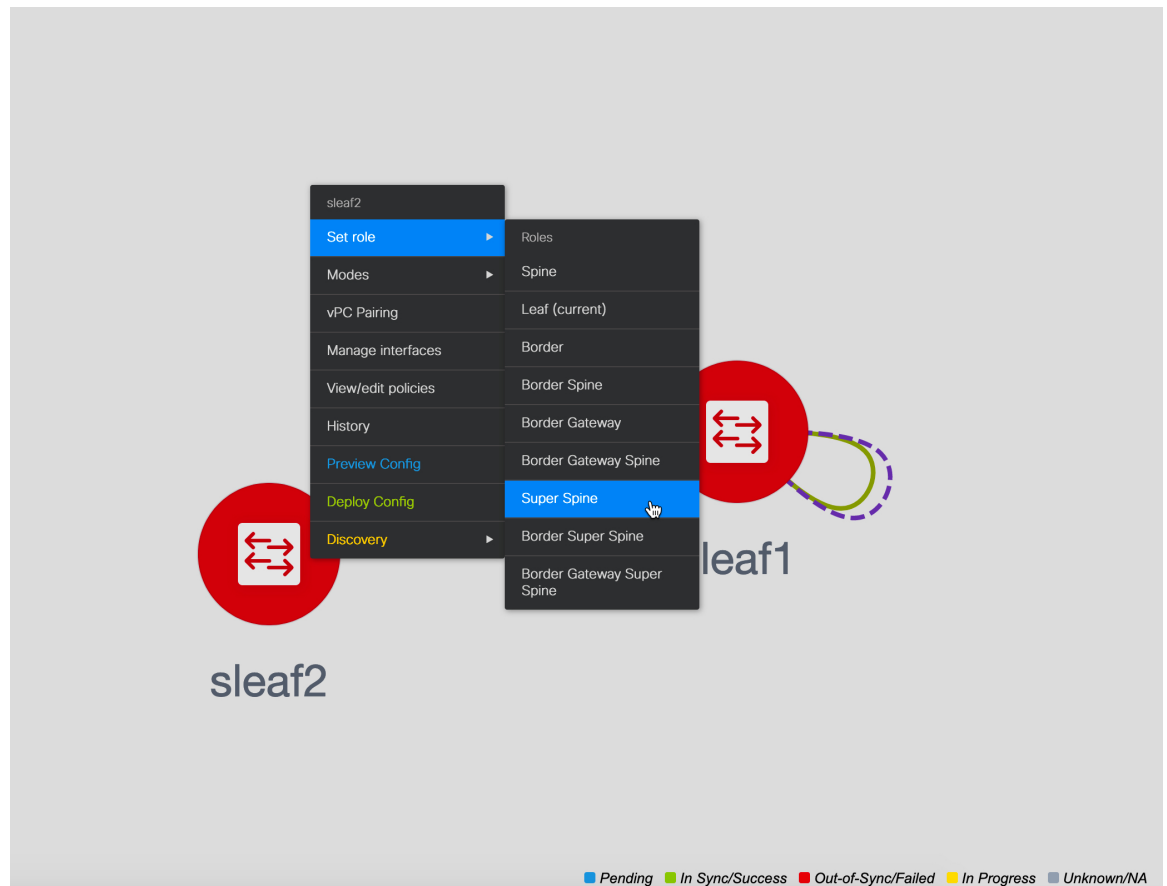 sleaf2
Set role
Modes
vPC Pairing
Manage interfaces
View/edit policies
History
Preview Config
Deploy Config
Discovery
Roles
Spine
Leaf (current)
Border
Border Spine
Border Gateway
Border Gateway Spine
Super Spine
Border Super Spine
Border Gateway Super
Spine
leaf1
sleaf2
Pending In Sync/Success Out-of-Sync/Failed In Progress Unknown/NA